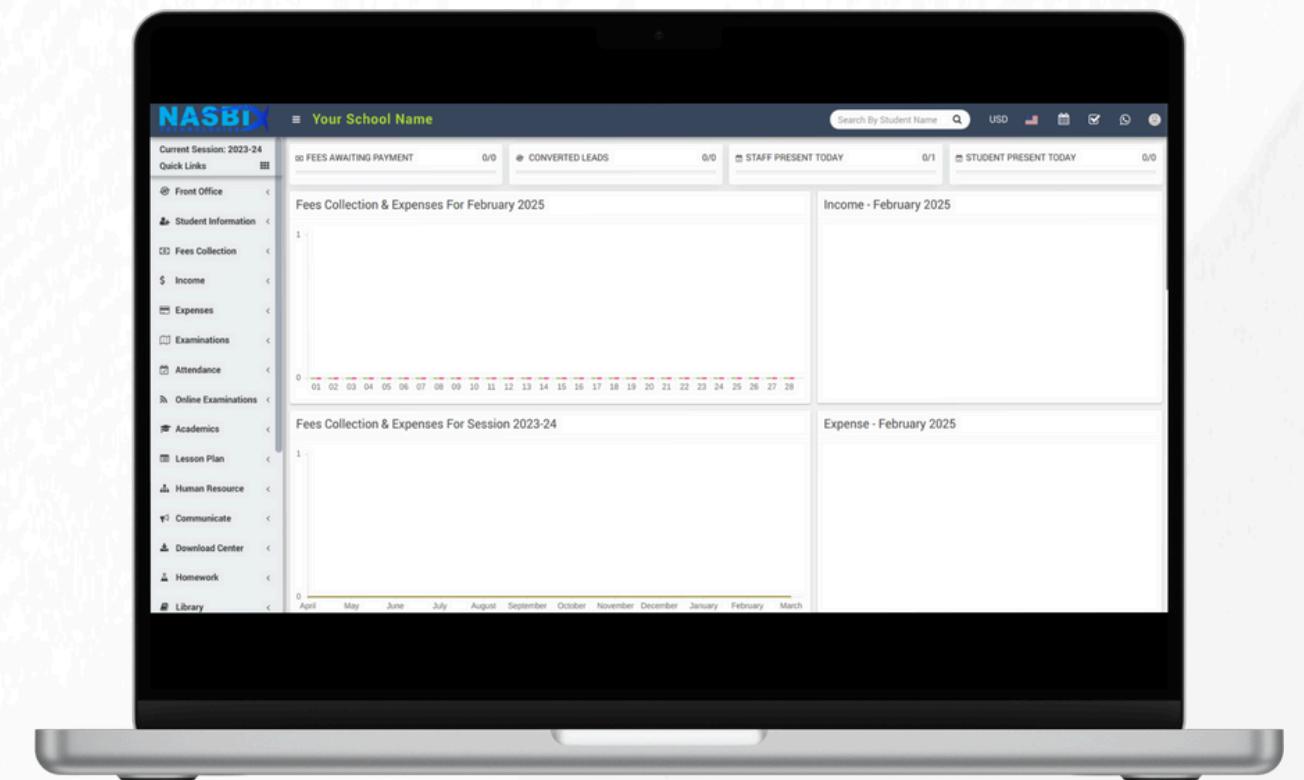 NASBI
TECHNOLOGIES
Your School Name
Search By Student Name
USD
Current Session: 2023-24
Quick Links
FEES AWAITING PAYMENT 0/0
CONVERTED LEADS 0/0
STAFF PRESENT TODAY 0/1
STUDENT PRESENT TODAY 0/0
Front Office
Student Information
Fees Collection
$ Income
Expenses
Examinations
Attendance
Online Examinations
Academics
Lesson Plan
Human Resource
Communicate
Download Center
Homework
Library
Fees Collection & Expenses For February 2025
1
0
01 02 03 04 05 06 07 08 09 10 11 12 13 14 15 16 17 18 19 20 21 22 23 24 25 26 27 28
Income - February 2025
Fees Collection & Expenses For Session 2023-24
1
0
April May June July August September October November December January February March
Expense - February 2025